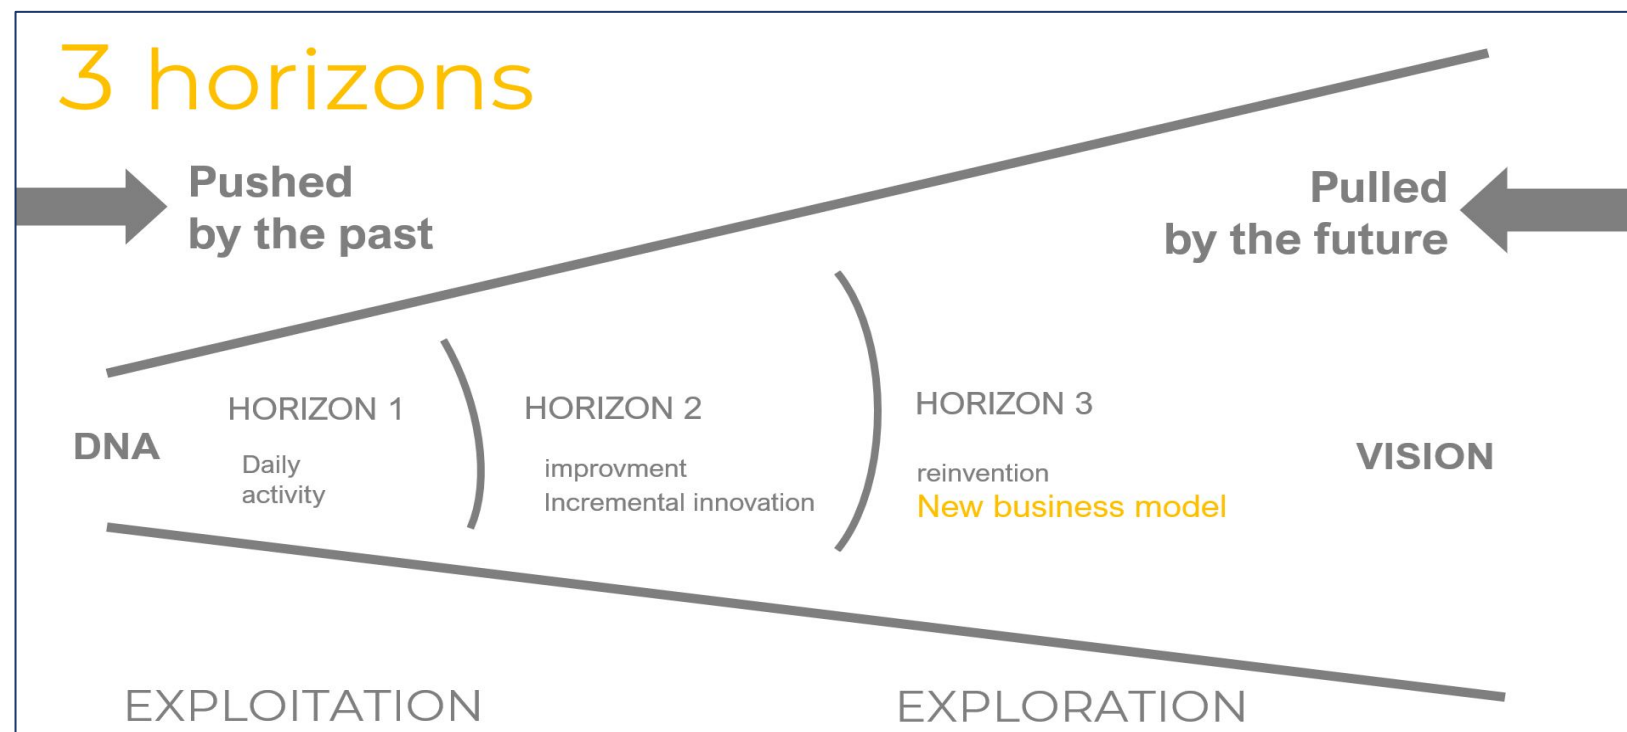 3 horizons
Pushed
by the past
Pulled
by the future
DNA
HORIZON 1
Daily
activity
HORIZON 2
improvment
Incremental innovation
HORIZON 3
reinvention
New business model
VISION
EXPLOITATION
EXPLORATION